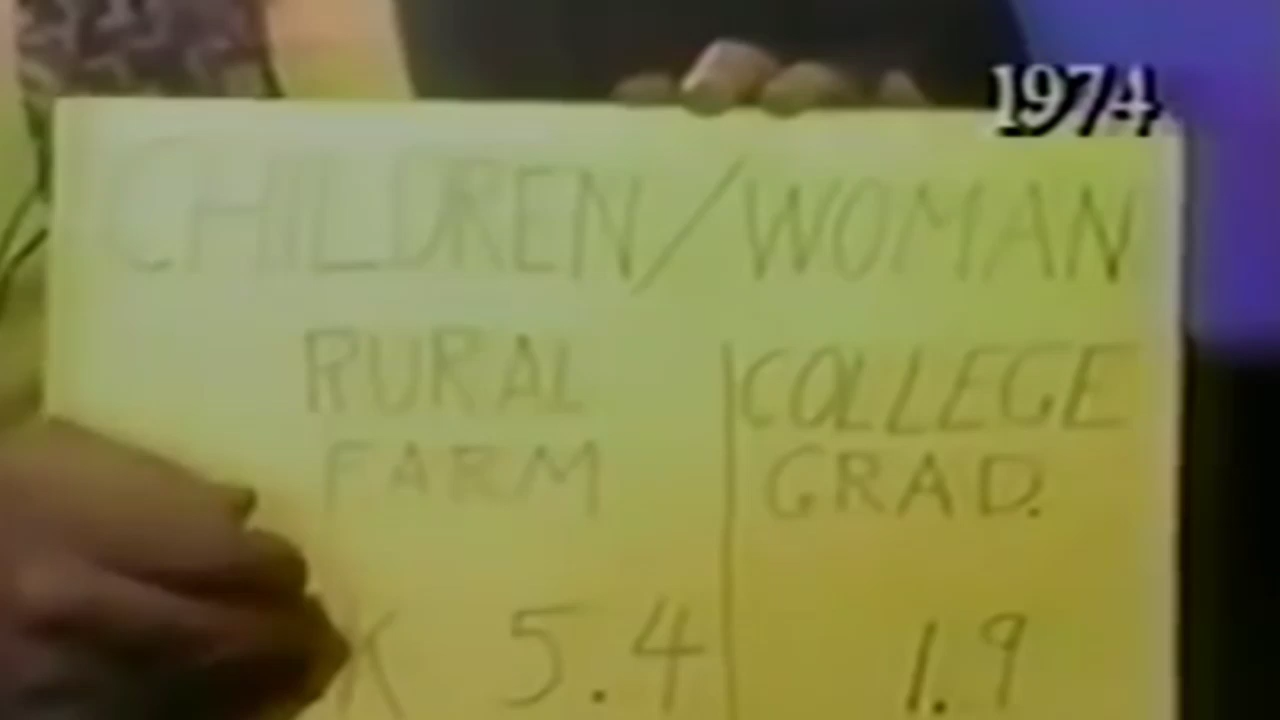 1974
CHILDREN/WOMAN
RURAL COLLEGE
FARM GRAD.
K 5.4 1.9